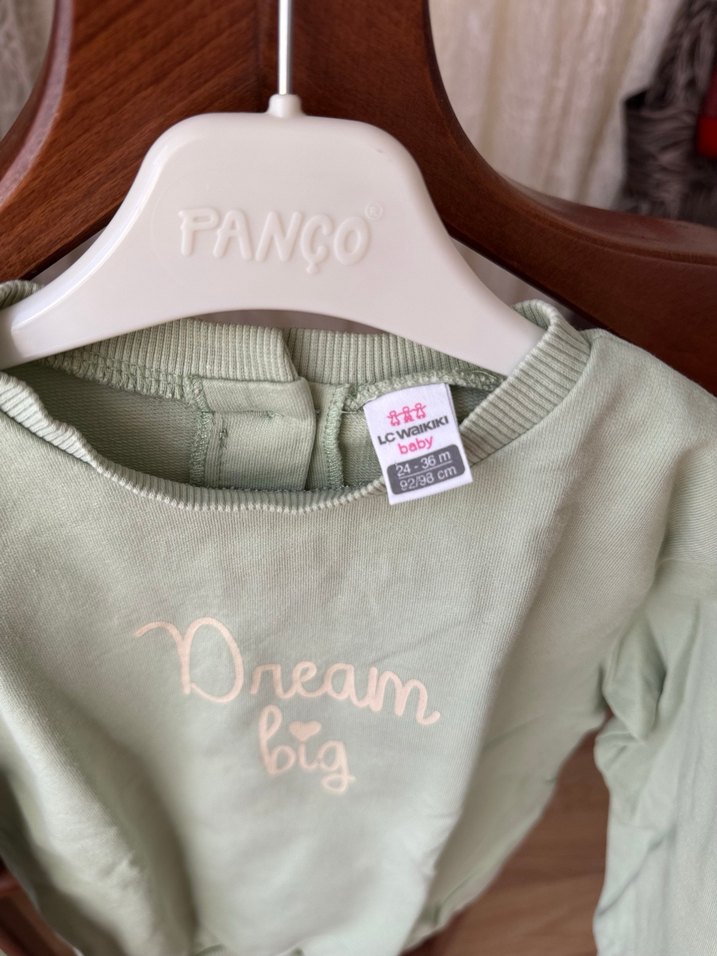 PANÇO®
LC WAIKIKI
baby
24 - 36 m
92/98 cm
Dream
big